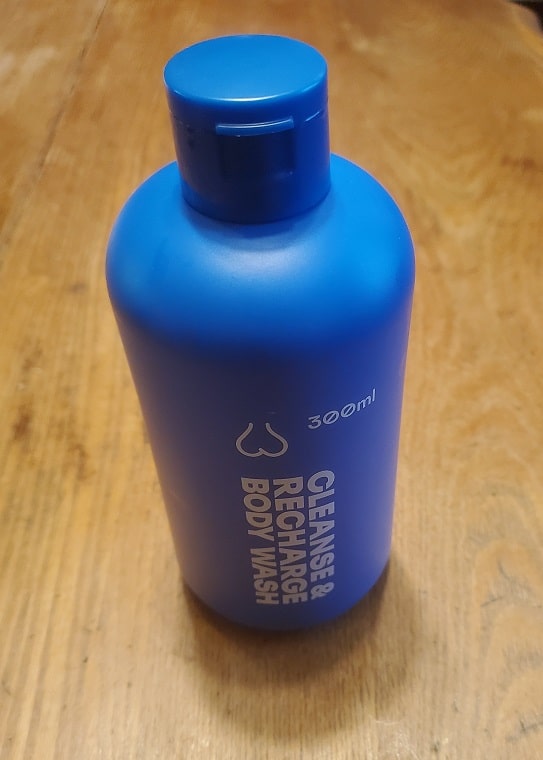 300ml
CLEANSE &
RECHARGE
BODY WASH